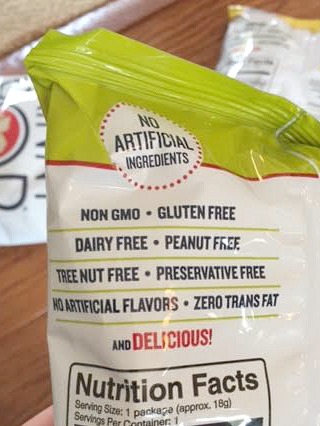 NO
ARTIFICIAL
INGREDIENTS
NON GMO • GLUTEN FREE
DAIRY FREE • PEANUT FREE
TREE NUT FREE • PRESERVATIVE FREE
NO ARTIFICIAL FLAVORS • ZERO TRANS FAT
AND DELICIOUS!
Nutrition Facts
Serving Size: 1 package (approx. 18g)
Servings Per Container: 1